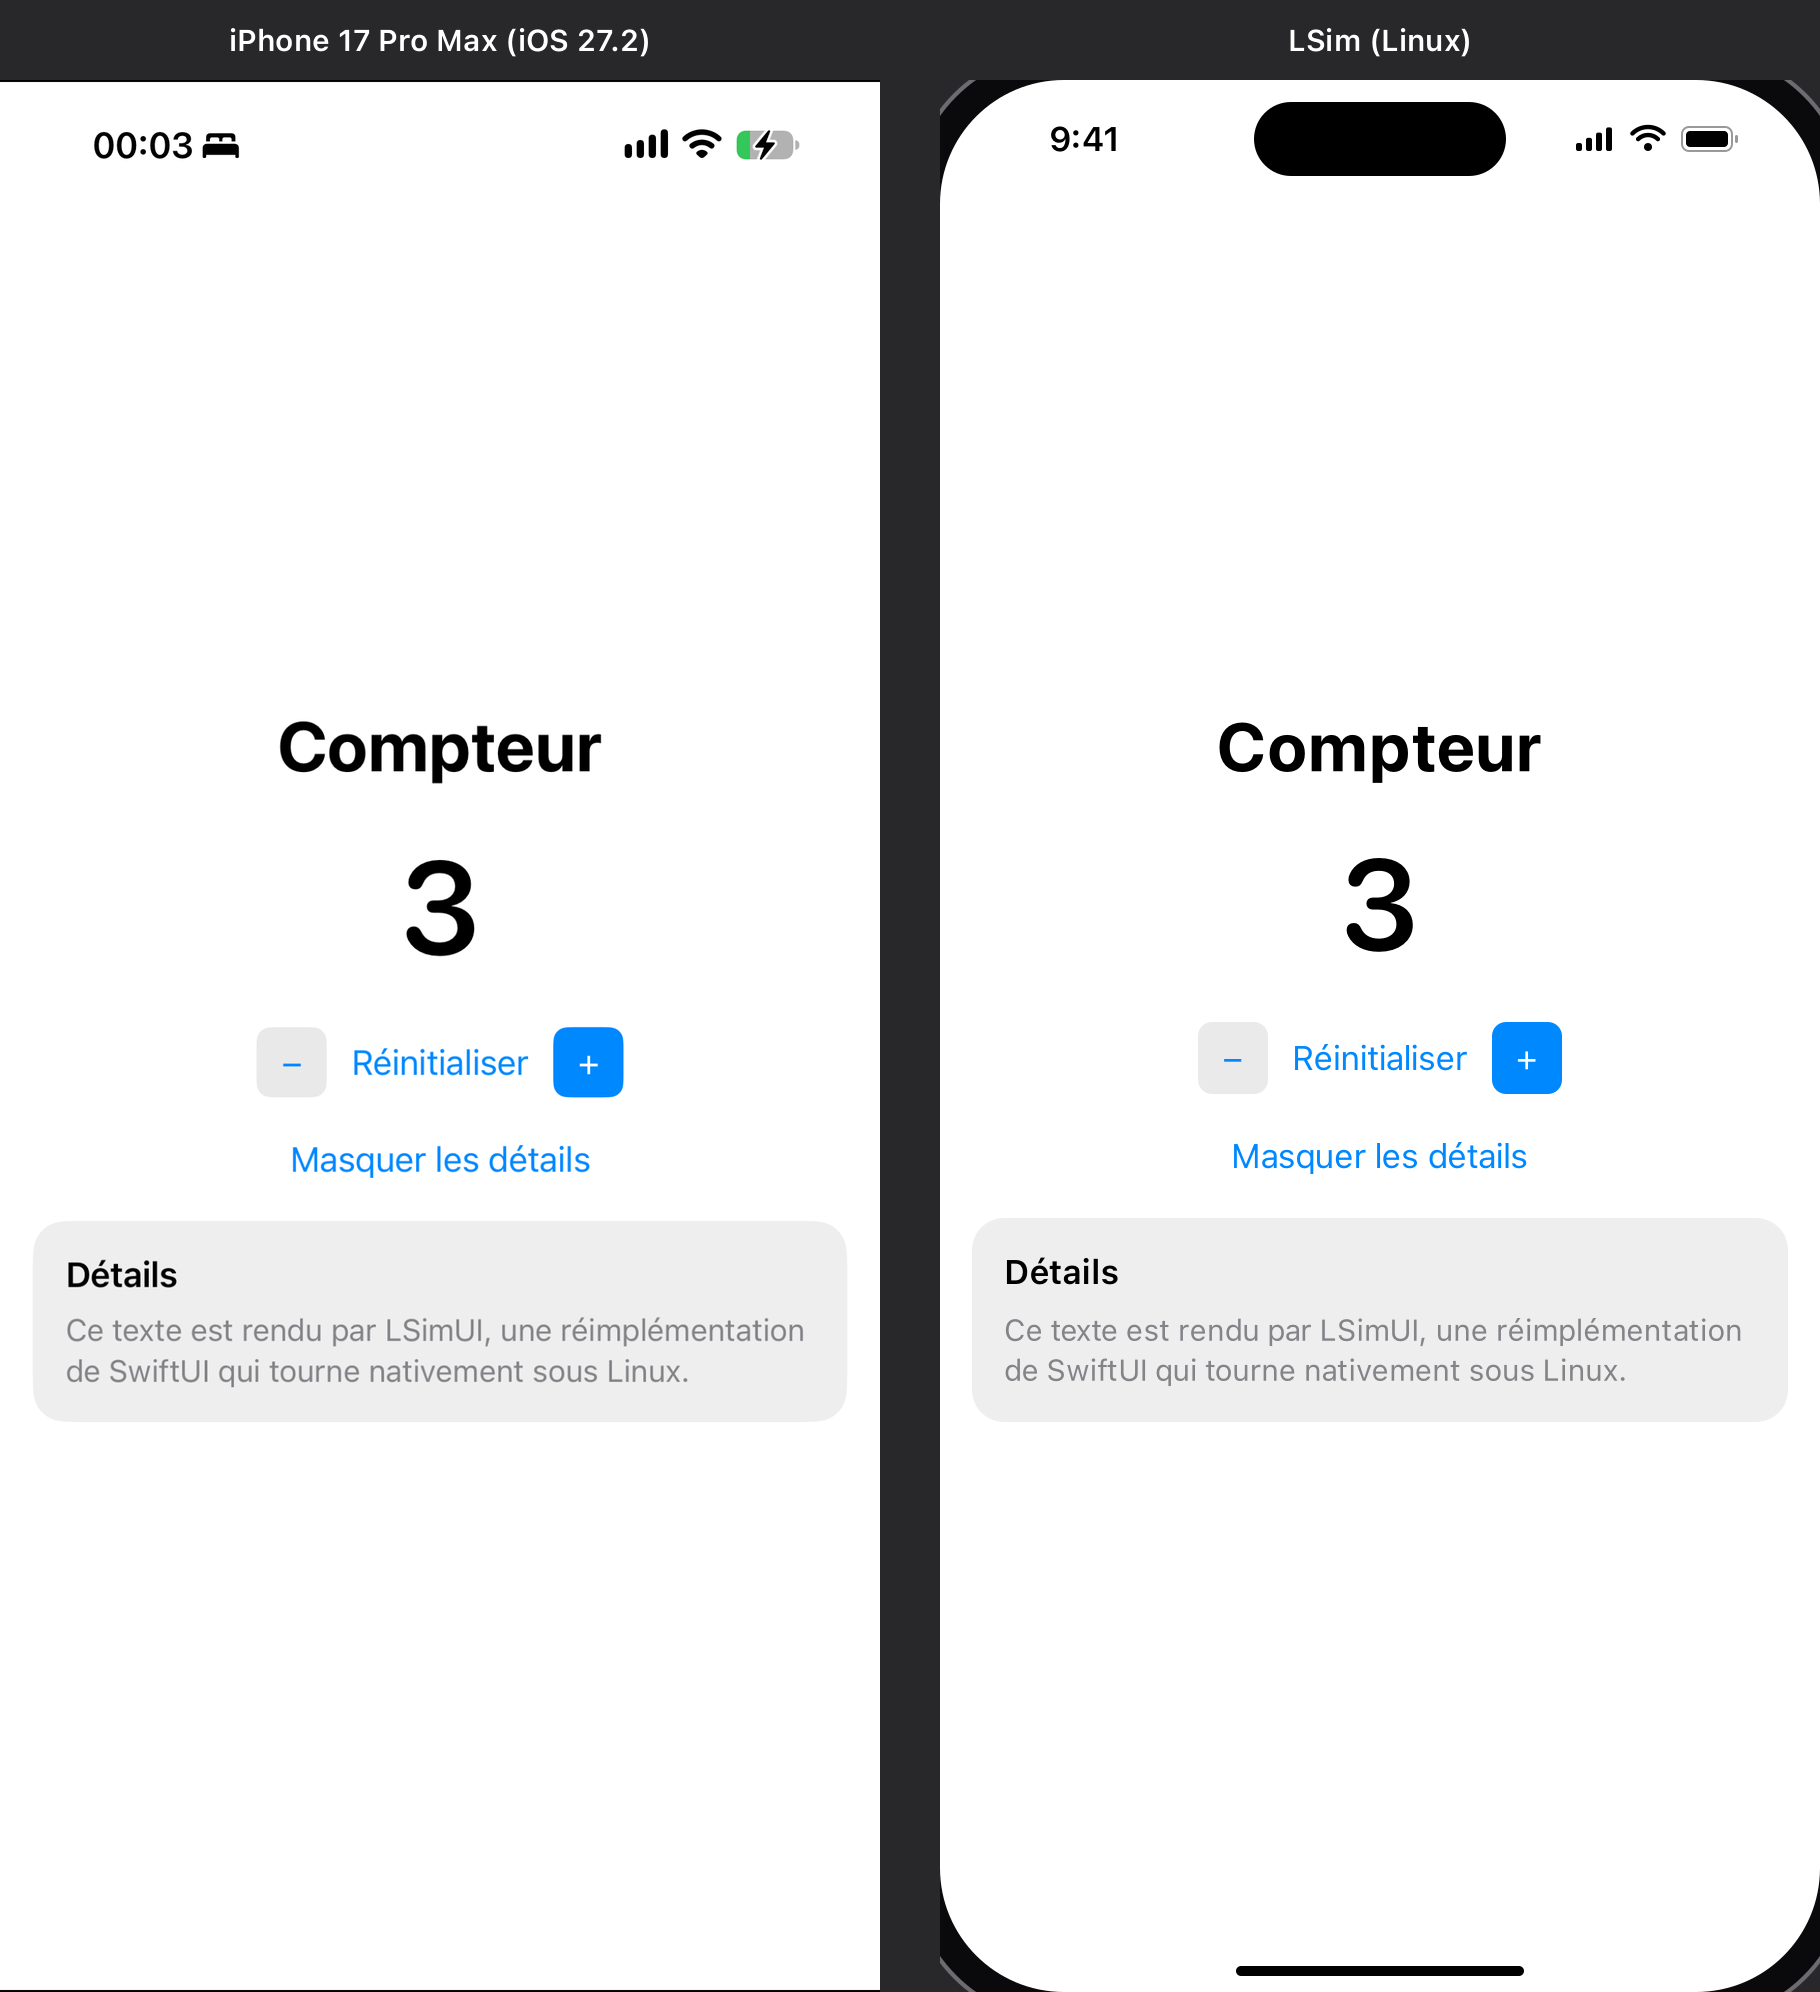 iPhone 17 Pro Max (iOS 27.2)
00:03
Compteur
3
− Réinitialiser +
Masquer les détails
Détails
Ce texte est rendu par LSimUI, une réimplémentation
de SwiftUI qui tourne nativement sous Linux.
LSim (Linux)
9:41
Compteur
3
− Réinitialiser +
Masquer les détails
Détails
Ce texte est rendu par LSimUI, une réimplémentation
de SwiftUI qui tourne nativement sous Linux.